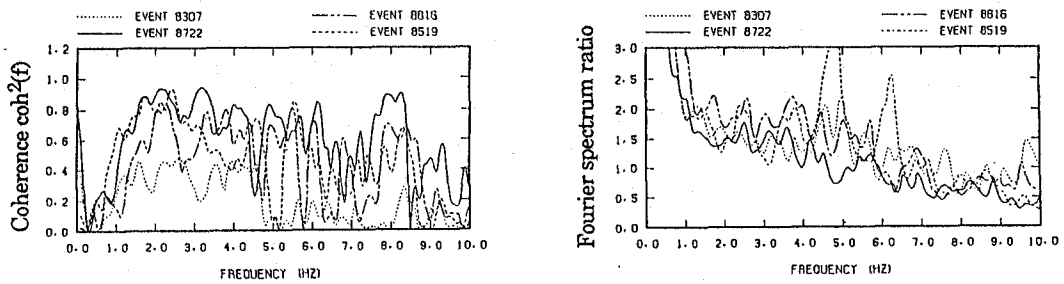 EVENT 8307
EVENT 8722
EVENT 8616
EVENT 8519
Coherence coh²(f)
1.2
1.0
0.8
0.6
0.4
0.2
0.0
0.0 1.0 2.0 3.0 4.0 5.0 6.0 7.0 8.0 9.0 10.0
FREQUENCY (HZ)
EVENT 8307
EVENT 8722
EVENT 8616
EVENT 8519
Fourier spectrum ratio
3.0
2.5
2.0
1.5
1.0
0.5
0.0
0.0 1.0 2.0 3.0 4.0 5.0 6.0 7.0 8.0 9.0 10.0
FREQUENCY (HZ)